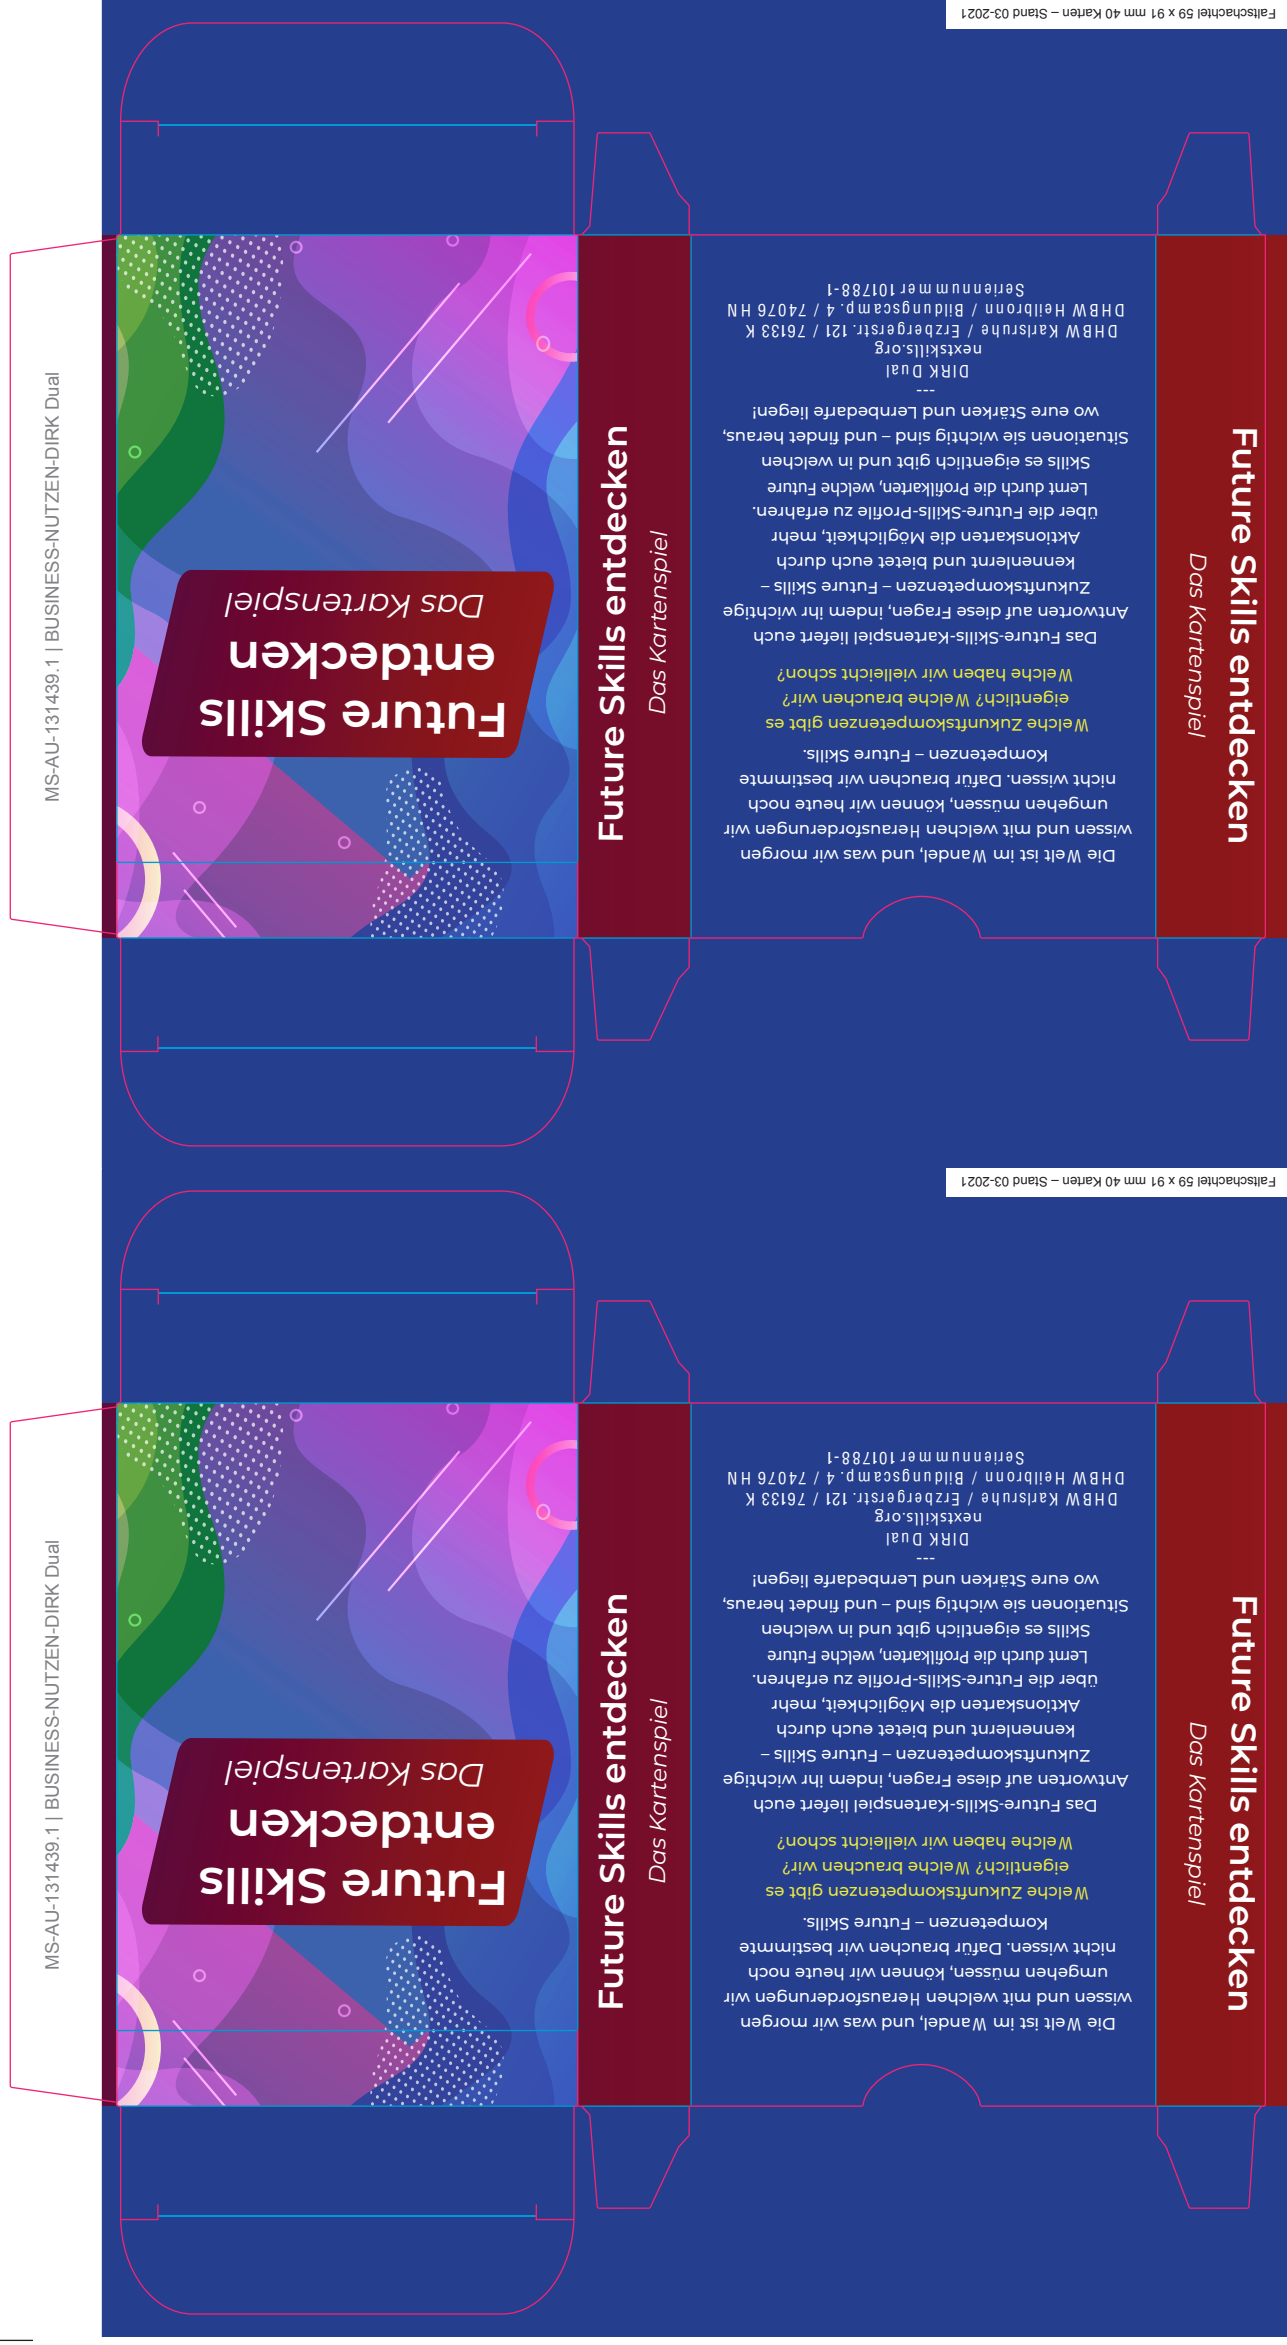 Faltschachtel 59 x 91 mm 40 Karten – Stand 03-2021
MS-AU-131439.1 | BUSINESS-NUTZEN-DIRK Dual
Future Skills
entdecken
Das Kartenspiel
Future Skills entdecken
Das Kartenspiel
Die Welt ist im Wandel, und was wir morgen
wissen und mit welchen Herausforderungen wir
umgehen müssen, können wir heute noch
nicht wissen. Dafür brauchen wir bestimmte
Kompetenzen – Future Skills.
Welche Zukunftskompetenzen gibt es
eigentlich? Welche brauchen wir?
Welche haben wir vielleicht schon?
Das Future-Skills-Kartenspiel liefert euch
Antworten auf diese Fragen, indem ihr wichtige
Zukunftskompetenzen – Future Skills –
kennenlernt und bietet euch durch
Aktionskarten die Möglichkeit, mehr
über die Future-Skills-Profile zu erfahren.
Lernt durch die Profilkarten, welche Future
Skills es eigentlich gibt und in welchen
Situationen sie wichtig sind – und findet heraus,
wo eure Stärken und Lernbedarfe liegen!
---
DIRK Dual
nextskills.org
DHBW Karlsruhe / Erzbergerstr. 121 / 76133 K
DHBW Heilbronn / Bildungscamp. 4 / 74076 HN
Seriennummer 101788-1
Future Skills entdecken
Das Kartenspiel
Faltschachtel 59 x 91 mm 40 Karten – Stand 03-2021
MS-AU-131439.1 | BUSINESS-NUTZEN-DIRK Dual
Future Skills
entdecken
Das Kartenspiel
Future Skills entdecken
Das Kartenspiel
Die Welt ist im Wandel, und was wir morgen
wissen und mit welchen Herausforderungen wir
umgehen müssen, können wir heute noch
nicht wissen. Dafür brauchen wir bestimmte
Kompetenzen – Future Skills.
Welche Zukunftskompetenzen gibt es
eigentlich? Welche brauchen wir?
Welche haben wir vielleicht schon?
Das Future-Skills-Kartenspiel liefert euch
Antworten auf diese Fragen, indem ihr wichtige
Zukunftskompetenzen – Future Skills –
kennenlernt und bietet euch durch
Aktionskarten die Möglichkeit, mehr
über die Future-Skills-Profile zu erfahren.
Lernt durch die Profilkarten, welche Future
Skills es eigentlich gibt und in welchen
Situationen sie wichtig sind – und findet heraus,
wo eure Stärken und Lernbedarfe liegen!
---
DIRK Dual
nextskills.org
DHBW Karlsruhe / Erzbergerstr. 121 / 76133 K
DHBW Heilbronn / Bildungscamp. 4 / 74076 HN
Seriennummer 101788-1
Future Skills entdecken
Das Kartenspiel